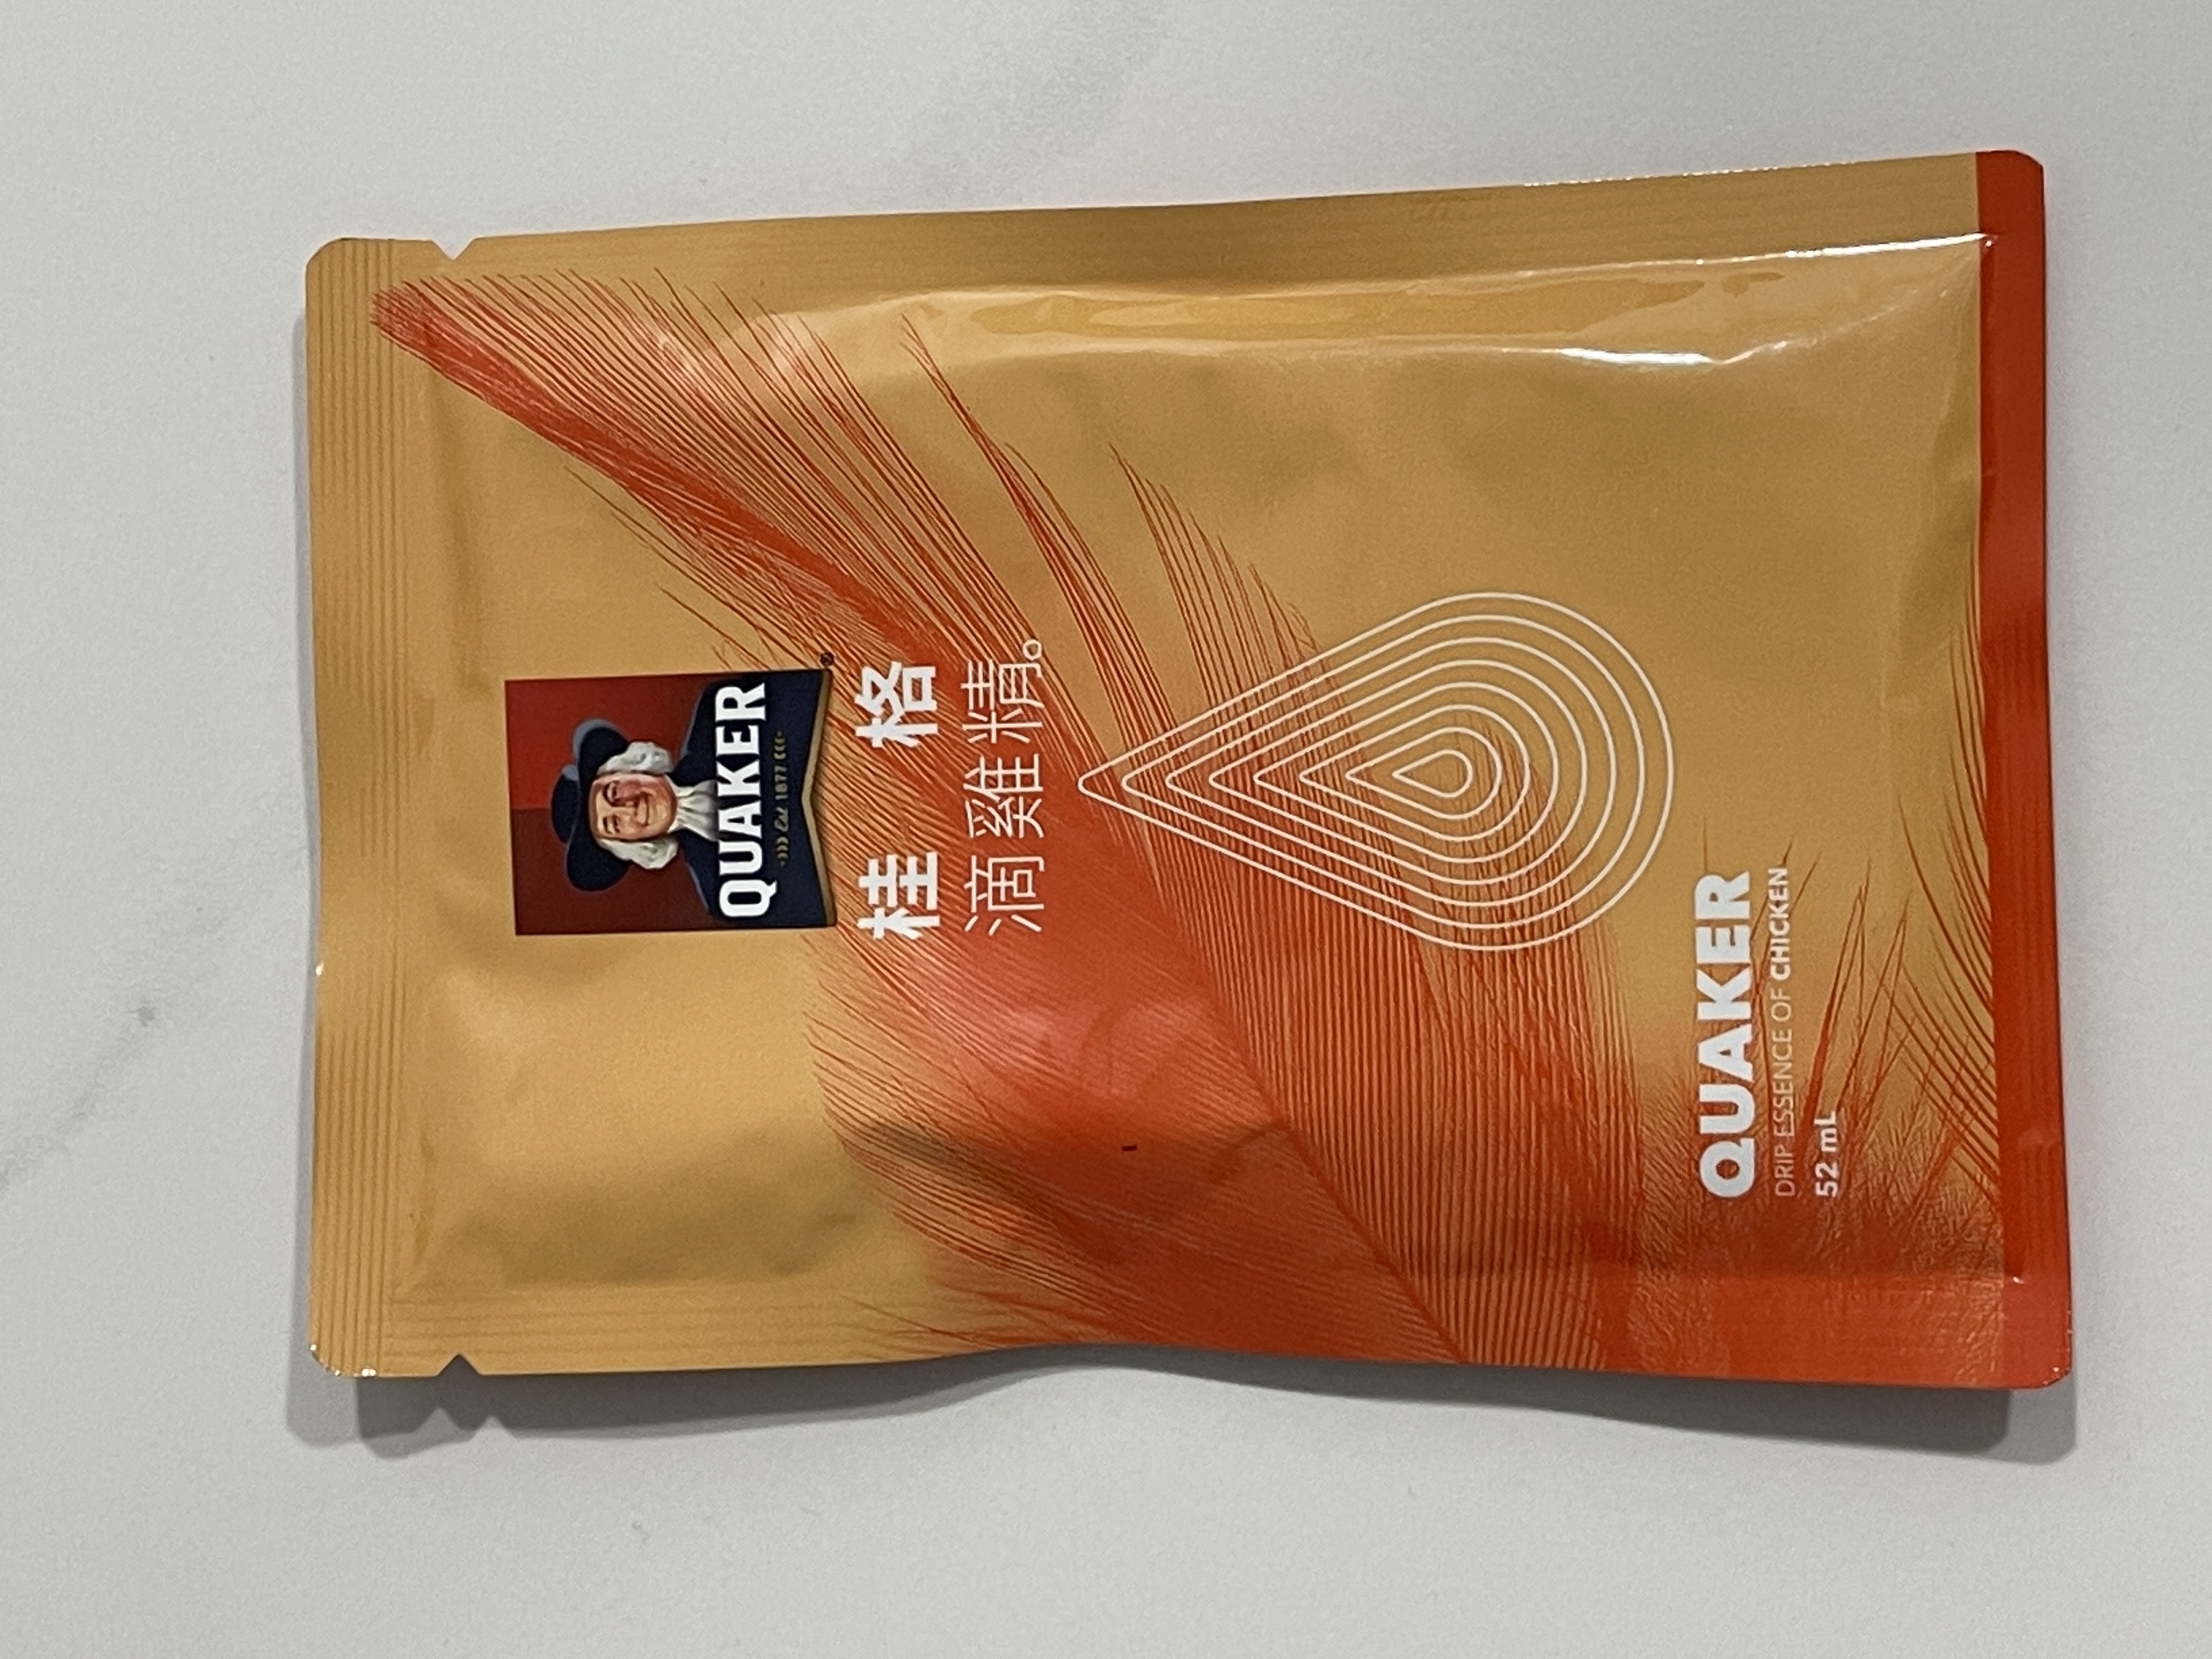 QUAKER
Est 1877
®
桂格
滴雞精。
QUAKER
DRIP ESSENCE OF CHICKEN
52 mL